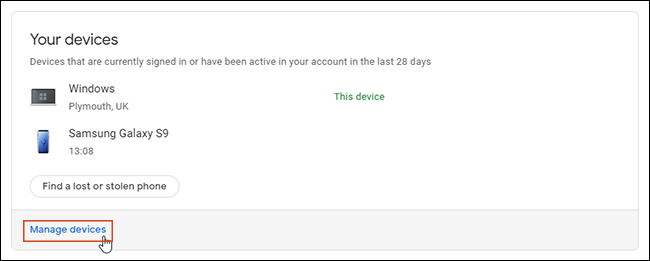 Your devices
Devices that are currently signed in or have been active in your account in the last 28 days
Windows
Plymouth, UK
This device
Samsung Galaxy S9
13:08
Find a lost or stolen phone
Manage devices